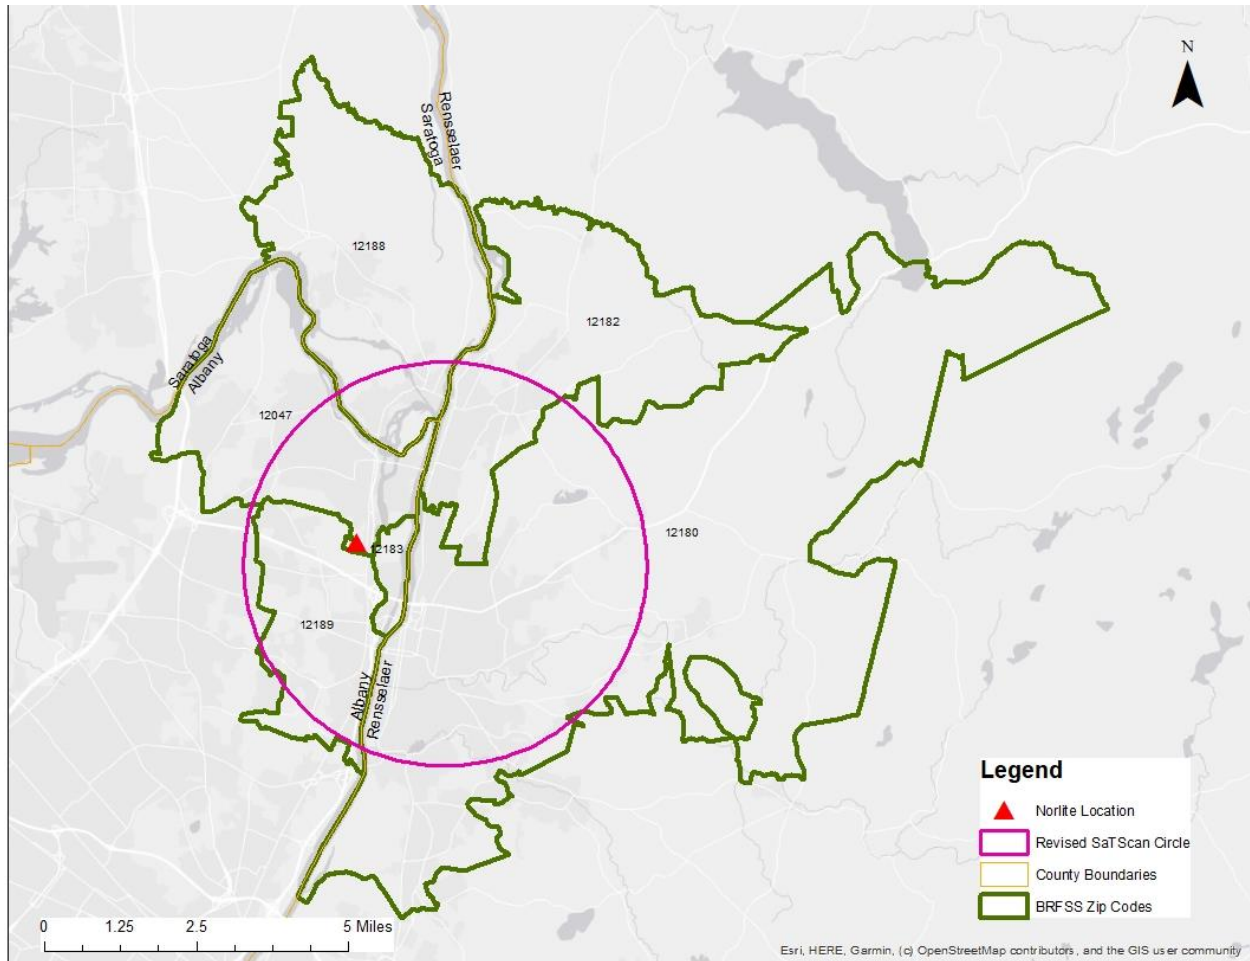 N
Rensselaer
Saratoga
12188
12182
Saratoga
Albany
12047
12180
12183
12189
Albany
Rensselaer
Legend
Norlite Location
Revised SaTScan Circle
County Boundaries
BRFSS Zip Codes
0 1.25 2.5 5 Miles
Esri, HERE, Garmin, (c) OpenStreetMap contributors, and the GIS user community